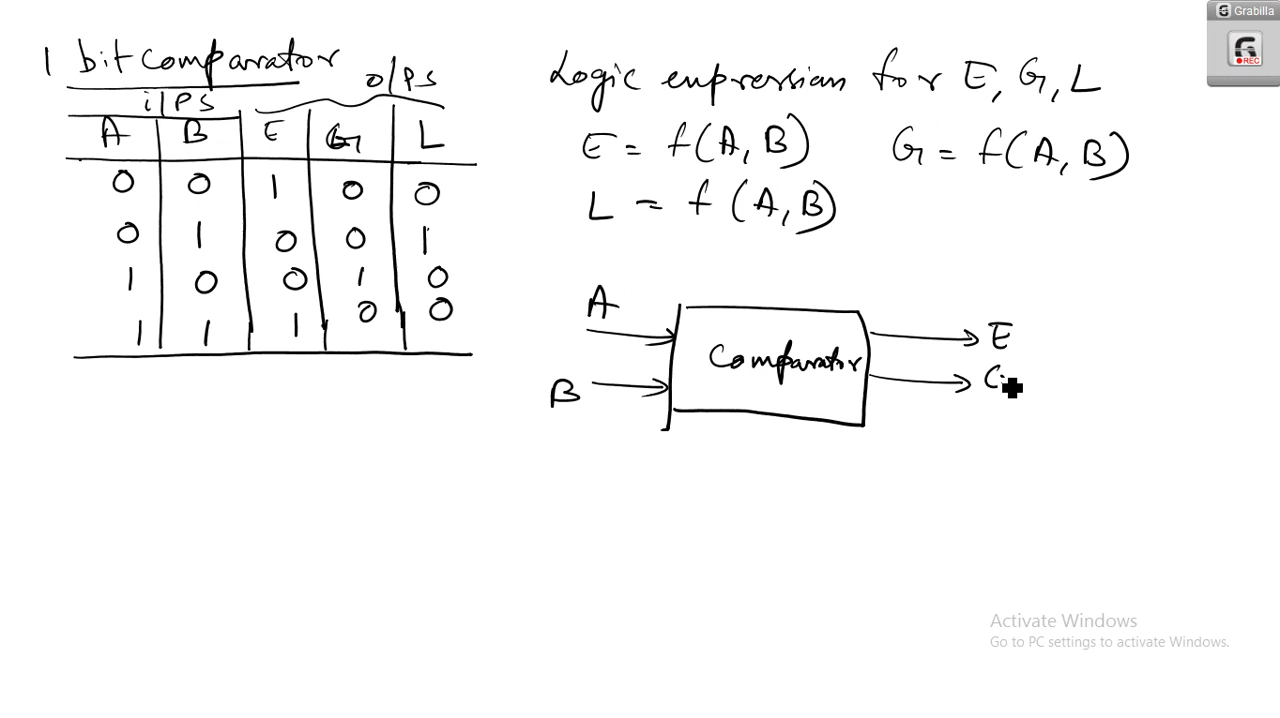 1 bit comparator
i/Ps
o/Ps
A B E G L
0 0 1 0 0
0 1 0 0 1
1 0 0 1 0
1 1 1 0 0
Logic expression for E, G, L
E = f(A, B) G = f(A, B)
L = f (A, B)
A
B
Comparator
E
G
Grabilla
G
REC
Activate Windows
Go to PC settings to activate Windows.